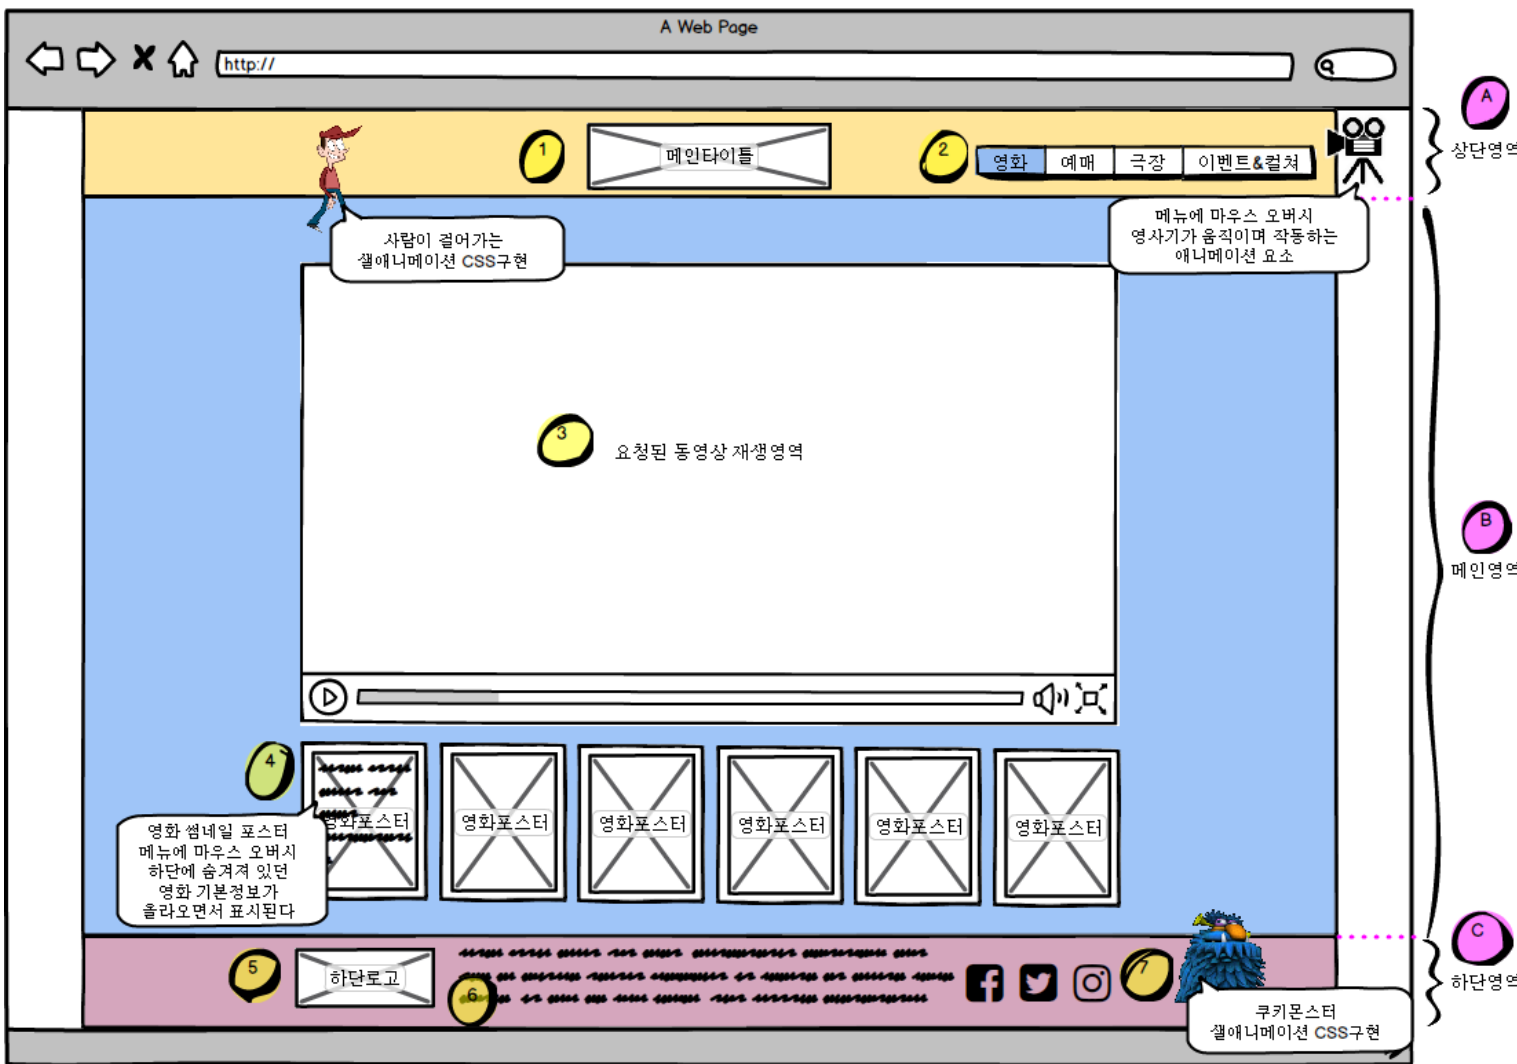 A Web Page
http://
A
상단영역
1
메인타이틀
2
영화 예매 극장 이벤트&컬쳐
사람이 걸어가는
샐애니메이션 CSS구현
메뉴에 마우스 오버시
영사기가 움직이며 작동하는
애니메이션 요소
3
요청된 동영상 재생영역
B
메인영역
4
영화포스터
영화포스터
영화포스터
영화포스터
영화포스터
영화포스터
영화 썸네일 포스터
메뉴에 마우스 오버시
하단에 숨겨져 있던
영화 기본정보가
올라오면서 표시된다
C
하단영역
5
하단로고
6
7
쿠키몬스터
샐애니메이션 CSS구현